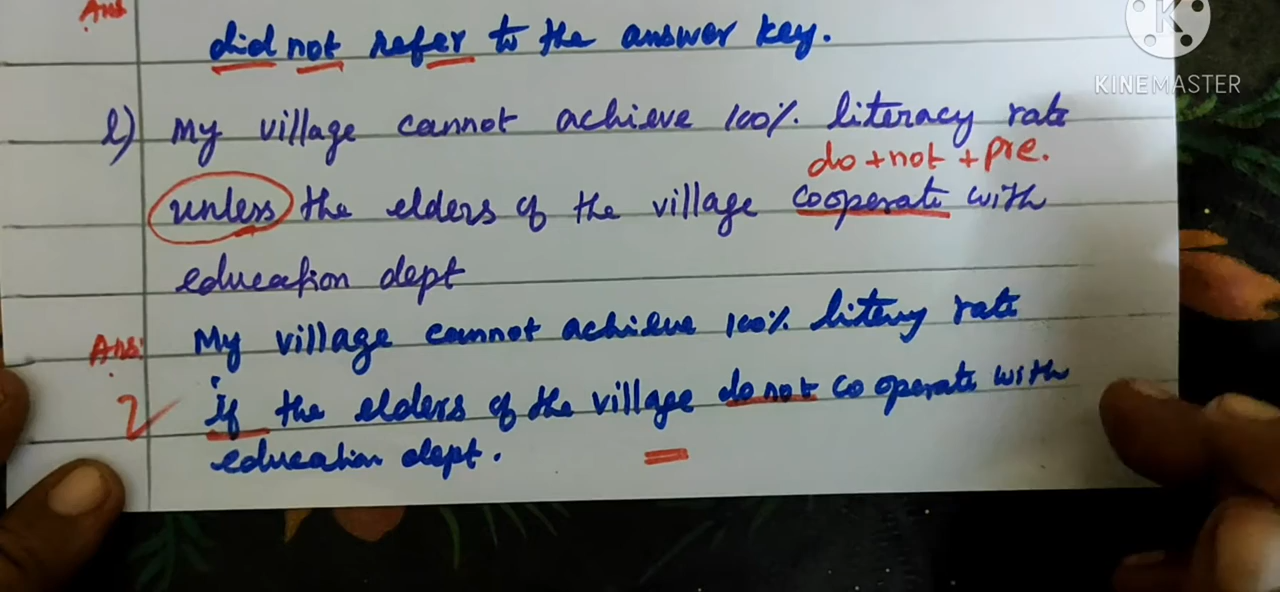 Ans
did not refer to the answer key.
K
KINEMASTER
l) My village cannot achieve 100% literacy rate
do + not + pre.
unless the elders of the village cooperate with
education dept
Ans: My village cannot achieve 100% literny rate
if the elders of the village do not co operate with
education dept.